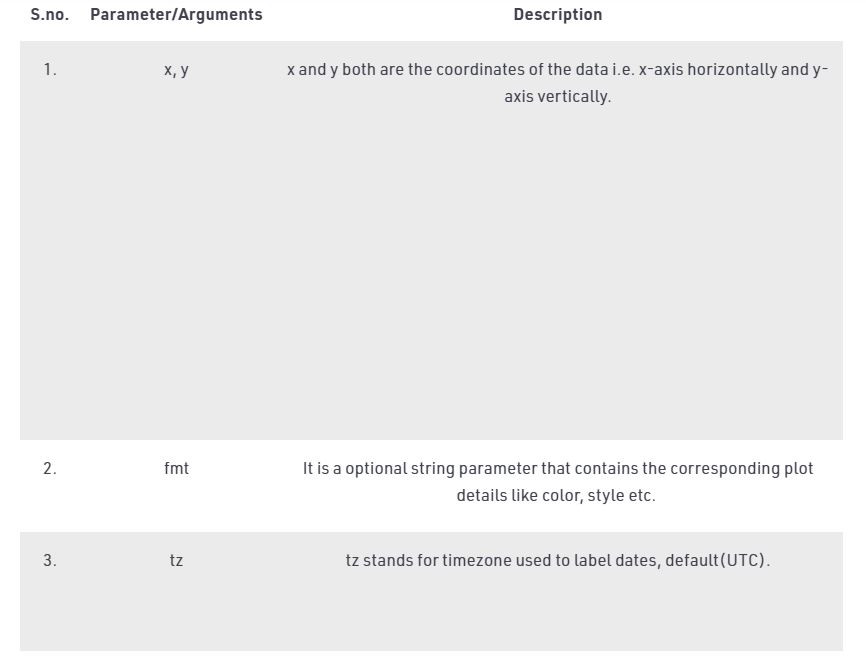 S.no. Parameter/Arguments Description
1. x, y x and y both are the coordinates of the data i.e. x-axis horizontally and y-
axis vertically.
2. fmt It is a optional string parameter that contains the corresponding plot
details like color, style etc.
3. tz tz stands for timezone used to label dates, default(UTC).